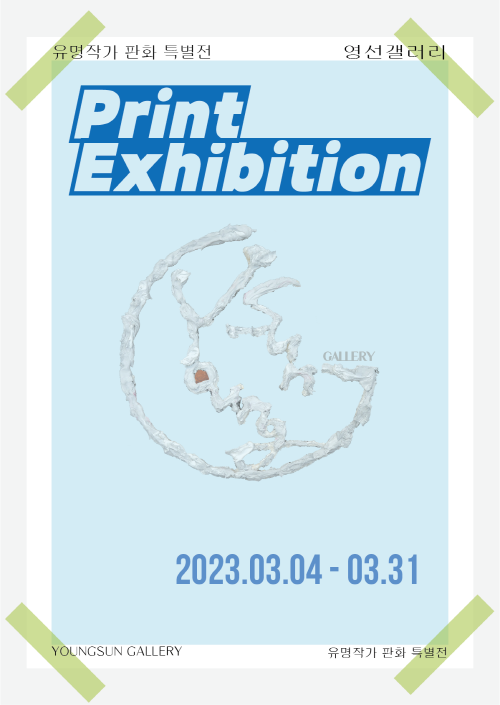 유명작가 판화 특별전
영선갤러리
Print
Exhibition
GALLERY
2023.03.04 - 03.31
YOUNGSUN GALLERY
유명작가 판화 특별전